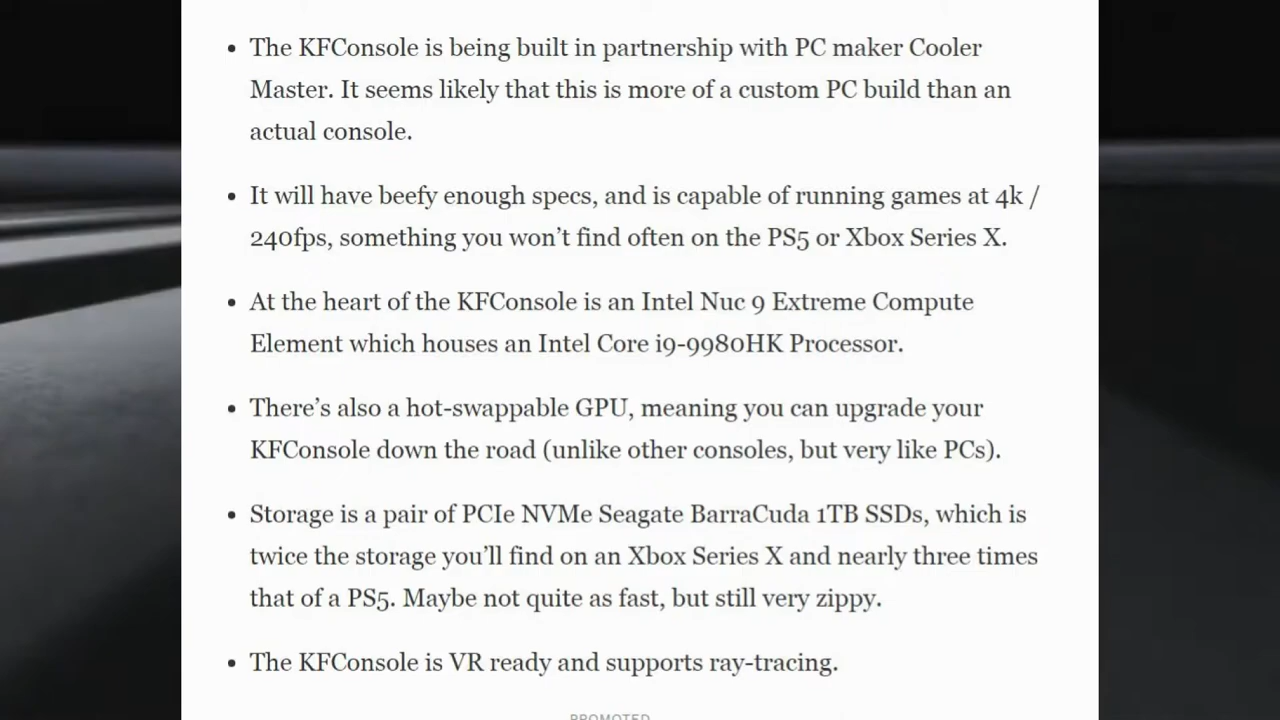 • The KFConsole is being built in partnership with PC maker Cooler
Master. It seems likely that this is more of a custom PC build than an
actual console.
• It will have beefy enough specs, and is capable of running games at 4k /
240fps, something you won’t find often on the PS5 or Xbox Series X.
• At the heart of the KFConsole is an Intel Nuc 9 Extreme Compute
Element which houses an Intel Core i9-9980HK Processor.
• There’s also a hot-swappable GPU, meaning you can upgrade your
KFConsole down the road (unlike other consoles, but very like PCs).
• Storage is a pair of PCIe NVMe Seagate BarraCuda 1TB SSDs, which is
twice the storage you’ll find on an Xbox Series X and nearly three times
that of a PS5. Maybe not quite as fast, but still very zippy.
• The KFConsole is VR ready and supports ray-tracing.
PROMOTED